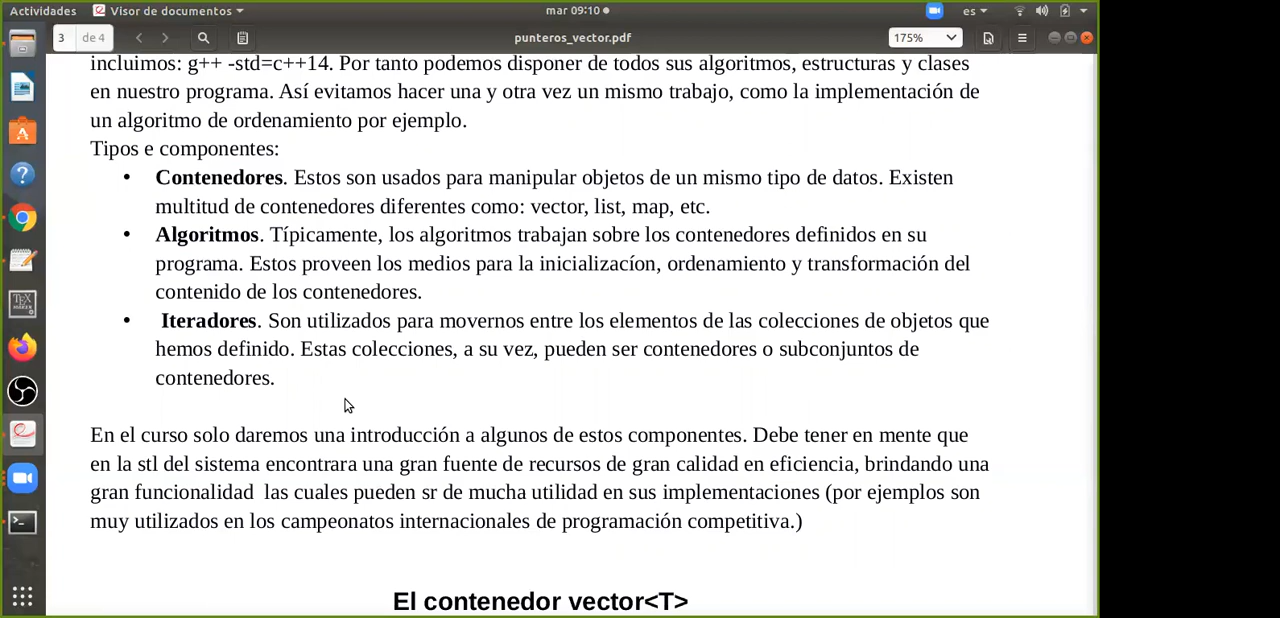 Actividades Visor de documentos mar 09:10 es
3 de 4 punteros_vector.pdf 175%
incluimos: g++ -std=c++14. Por tanto podemos disponer de todos sus algoritmos, estructuras y clases
en nuestro programa. Así evitamos hacer una y otra vez un mismo trabajo, como la implementación de
un algoritmo de ordenamiento por ejemplo.
Tipos e componentes:
• Contenedores. Estos son usados para manipular objetos de un mismo tipo de datos. Existen
multitud de contenedores diferentes como: vector, list, map, etc.
• Algoritmos. Típicamente, los algoritmos trabajan sobre los contenedores definidos en su
programa. Estos proveen los medios para la inicializacíon, ordenamiento y transformación del
contenido de los contenedores.
• Iteradores. Son utilizados para movernos entre los elementos de las colecciones de objetos que
hemos definido. Estas colecciones, a su vez, pueden ser contenedores o subconjuntos de
contenedores.
En el curso solo daremos una introducción a algunos de estos componentes. Debe tener en mente que
en la stl del sistema encontrara una gran fuente de recursos de gran calidad en eficiencia, brindando una
gran funcionalidad  las cuales pueden sr de mucha utilidad en sus implementaciones (por ejemplos son
muy utilizados en los campeonatos internacionales de programación competitiva.)
El contenedor vector<T>